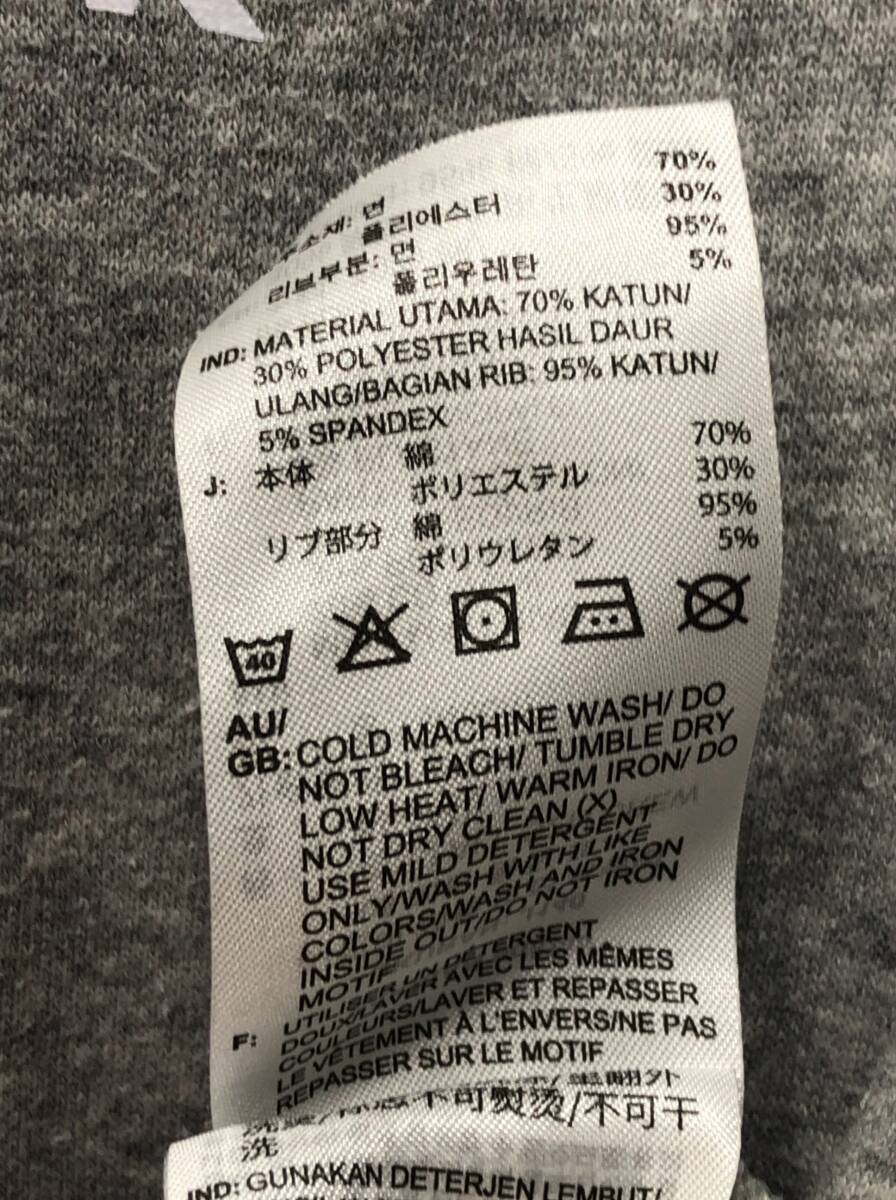 소재: 면 70%
폴리에스터 30%
리브부분: 면 95%
폴리우레탄 5%
IND: MATERIAL UTAMA: 70% KATUN/
30% POLYESTER HASIL DAUR
ULANG/BAGIAN RIB: 95% KATUN/
5% SPANDEX
J: 本体 綿 70%
ポリエステル 30%
リブ部分 綿 95%
ポリウレタン 5%
40
AU/
GB: COLD MACHINE WASH/ DO
NOT BLEACH/ TUMBLE DRY
LOW HEAT/ WARM IRON/ DO
NOT DRY CLEAN (X)
USE MILD DETERGENT
ONLY/WASH WITH LIKE
COLORS/WASH AND IRON
INSIDE OUT/DO NOT IRON
MOTIF
F: UTILISER UN DÉTERGENT
DOUX/LAVER AVEC LES MÊMES
COULEURS/LAVER ET REPASSER
LE VÊTEMENT À L'ENVERS/NE PAS
REPASSER SUR LE MOTIF
不可熨烫/不可干
洗
IND: GUNAKAN DETERJEN LEMBUT/